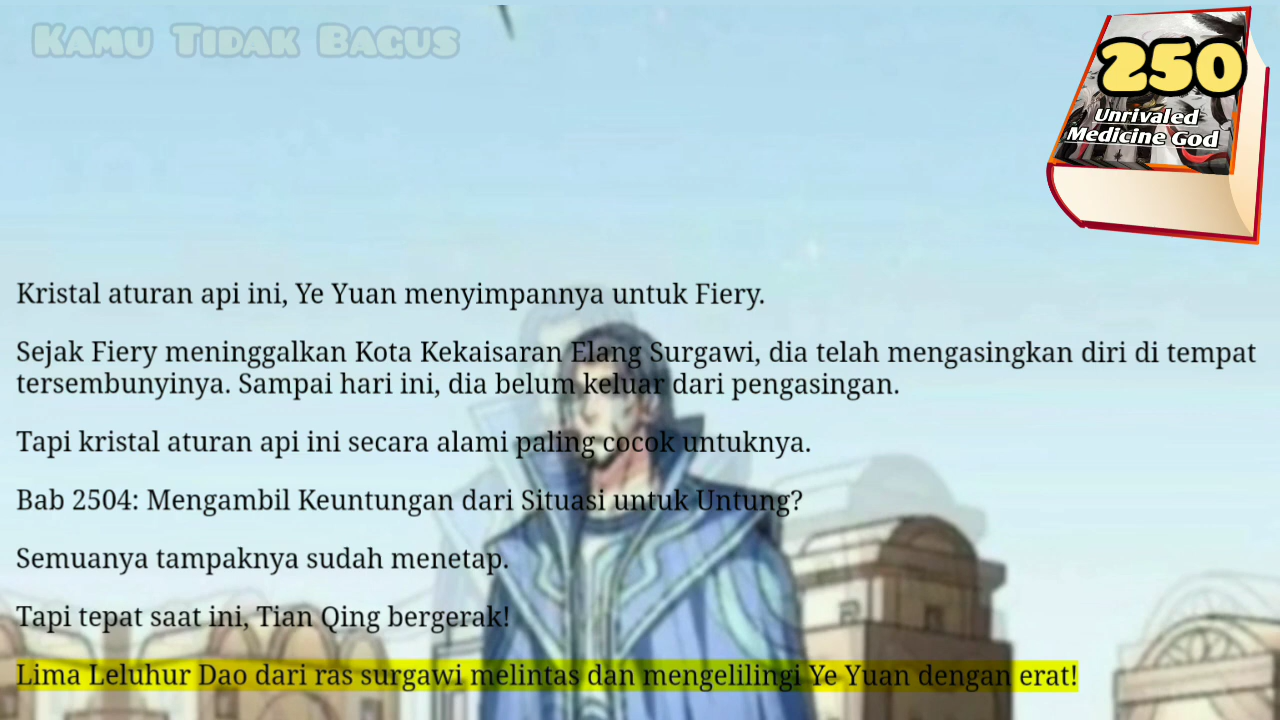 Kamu Tidak Bagus
250
Unrivaled
Medicine God
Kristal aturan api ini, Ye Yuan menyimpannya untuk Fiery.
Sejak Fiery meninggalkan Kota Kekaisaran Elang Surgawi, dia telah mengasingkan diri di tempat
tersembunyinya. Sampai hari ini, dia belum keluar dari pengasingan.
Tapi kristal aturan api ini secara alami paling cocok untuknya.
Bab 2504: Mengambil Keuntungan dari Situasi untuk Untung?
Semuanya tampaknya sudah menetap.
Tapi tepat saat ini, Tian Qing bergerak!
Lima Leluhur Dao dari ras surgawi melintas dan mengelilingi Ye Yuan dengan erat!